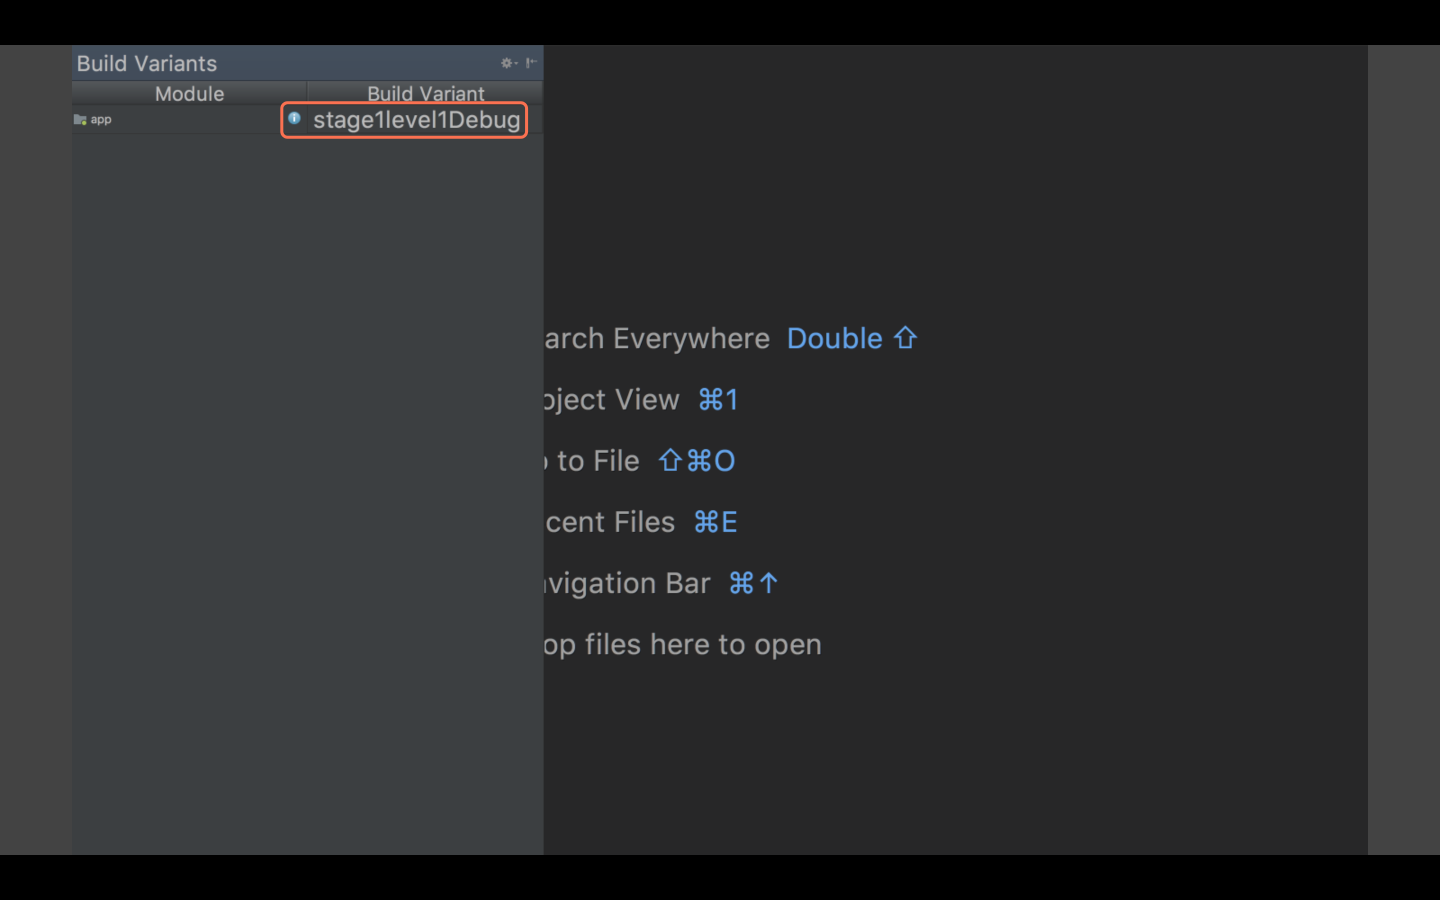 Build Variants
Module Build Variant
app stage1level1Debug
arch Everywhere Double ⇧
oject View ⌘1
o to File ⇧⌘O
cent Files ⌘E
avigation Bar ⌘↑
op files here to open